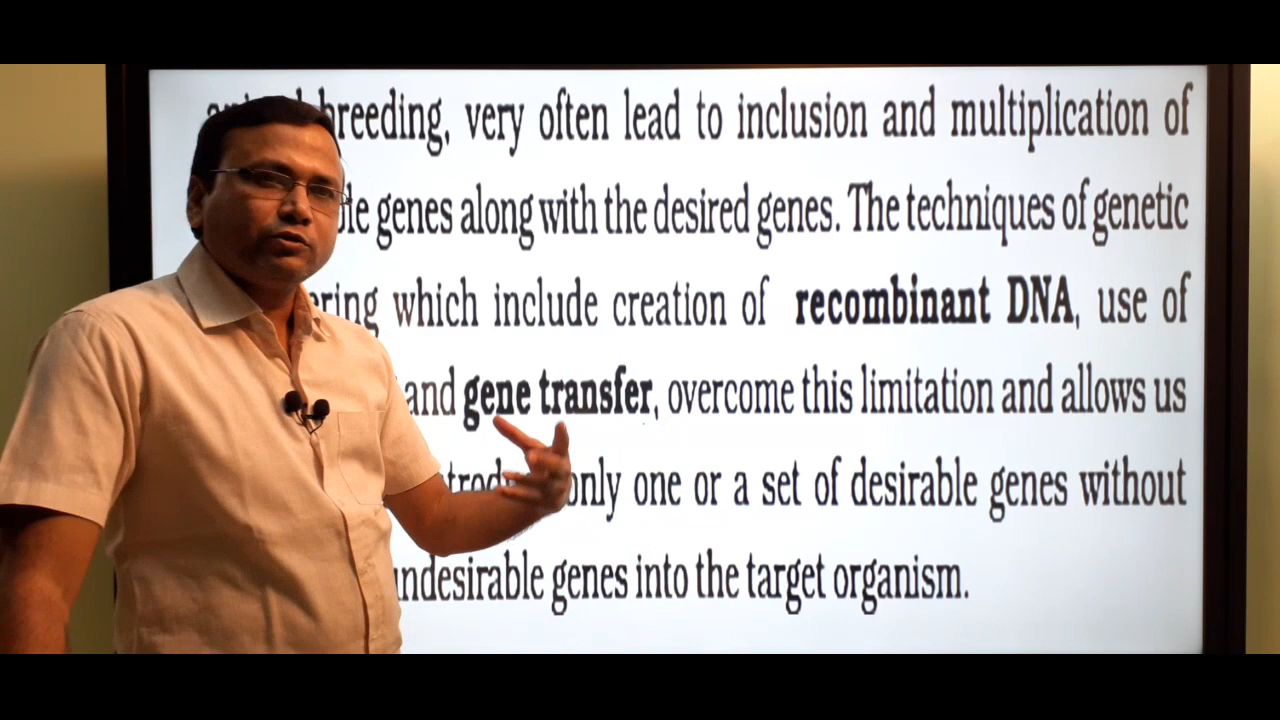 breeding, very often lead to inclusion and multiplication of
genes along with the desired genes. The techniques of genetic
which include creation of recombinant DNA, use of
and gene transfer, overcome this limitation and allows us
only one or a set of desirable genes without
undesirable genes into the target organism.